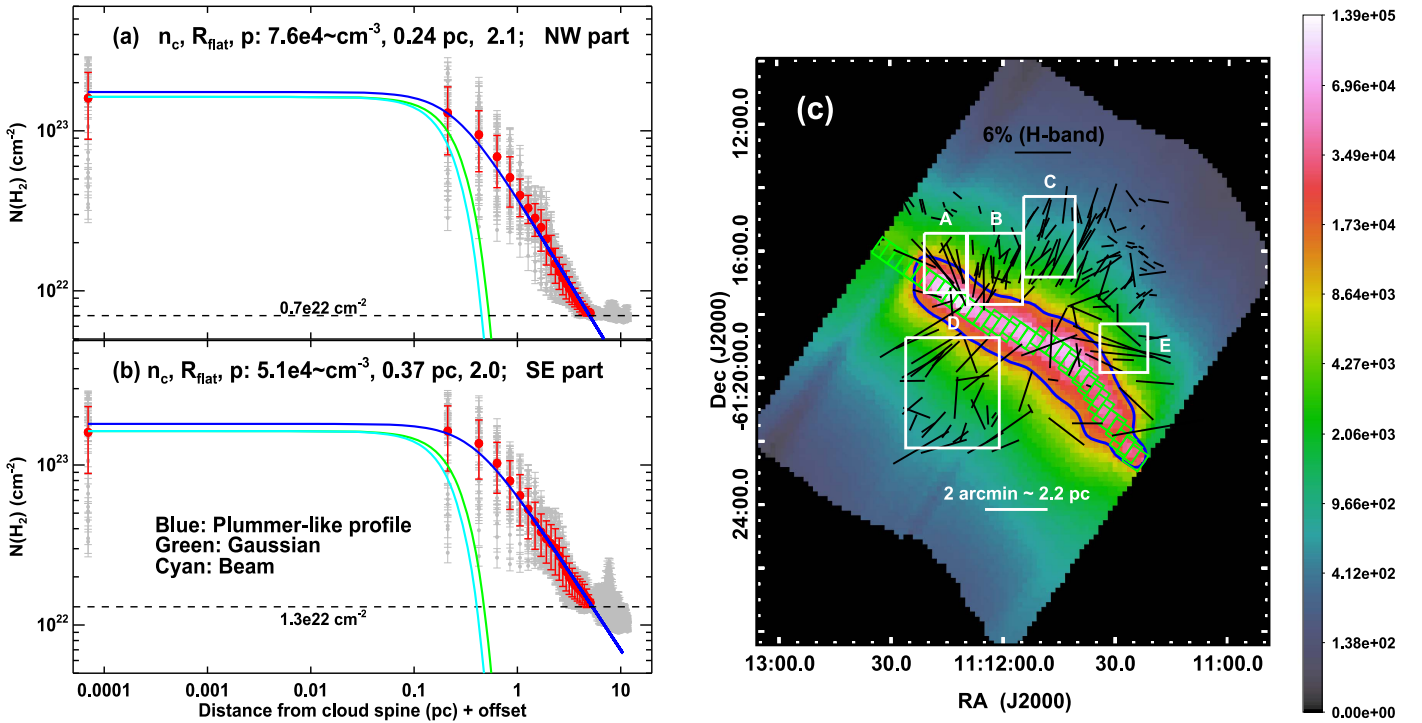 (a) n_c, R_flat, p: 7.6e4~cm^-3, 0.24 pc, 2.1; NW part
N(H_2) (cm^-2)
10^23
10^22
0.7e22 cm^-2
(b) n_c, R_flat, p: 5.1e4~cm^-3, 0.37 pc, 2.0; SE part
N(H_2) (cm^-2)
10^23
10^22
Blue: Plummer-like profile
Green: Gaussian
Cyan: Beam
1.3e22 cm^-2
0.0001 0.001 0.01 0.1 1 10
Distance from cloud spine (pc) + offset
(c)
6% (H-band)
C
A B
D
E
2 arcmin ~ 2.2 pc
Dec (J2000)
12:00.0
16:00.0
-61:20:00.0
24:00.0
13:00.0 30.0 11:12:00.0 30.0 11:00.0
RA (J2000)
1.39e+05
6.96e+04
3.49e+04
1.73e+04
8.64e+03
4.27e+03
2.06e+03
9.66e+02
4.12e+02
1.38e+02
0.00e+00